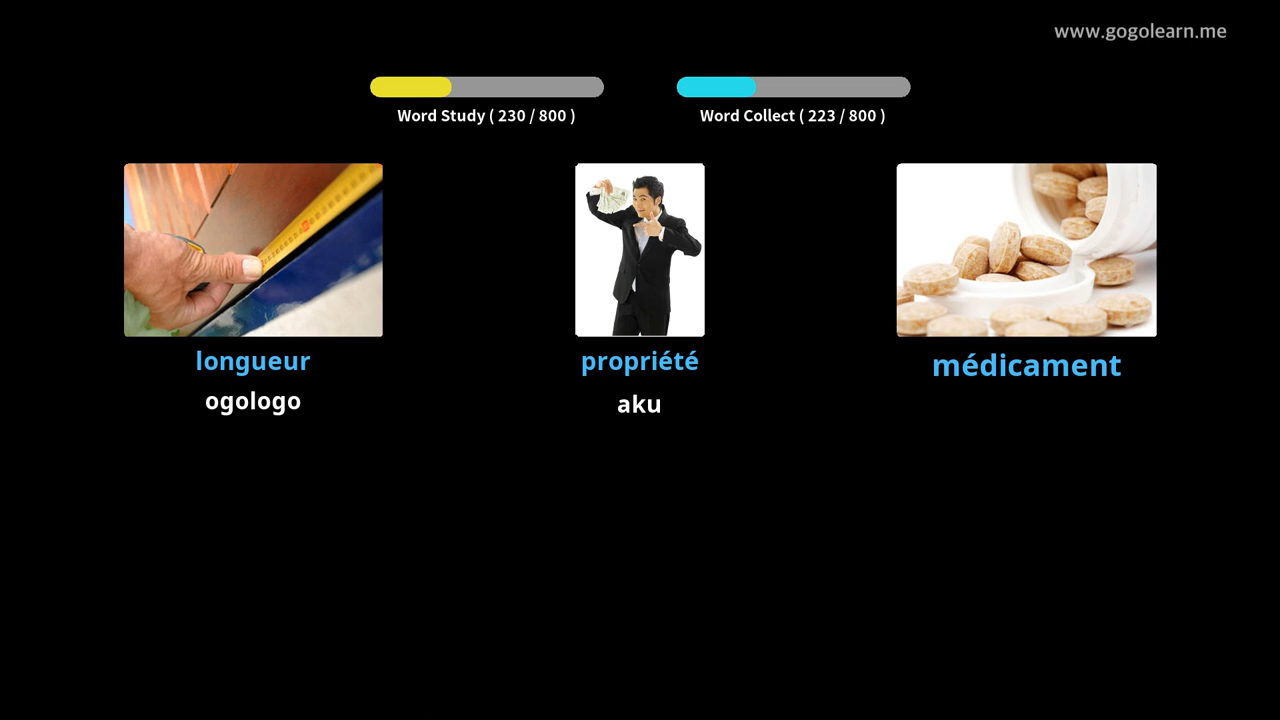 www.gogolearn.me
Word Study ( 230 / 800 )
Word Collect ( 223 / 800 )
longueur
ogologo
propriété
aku
médicament